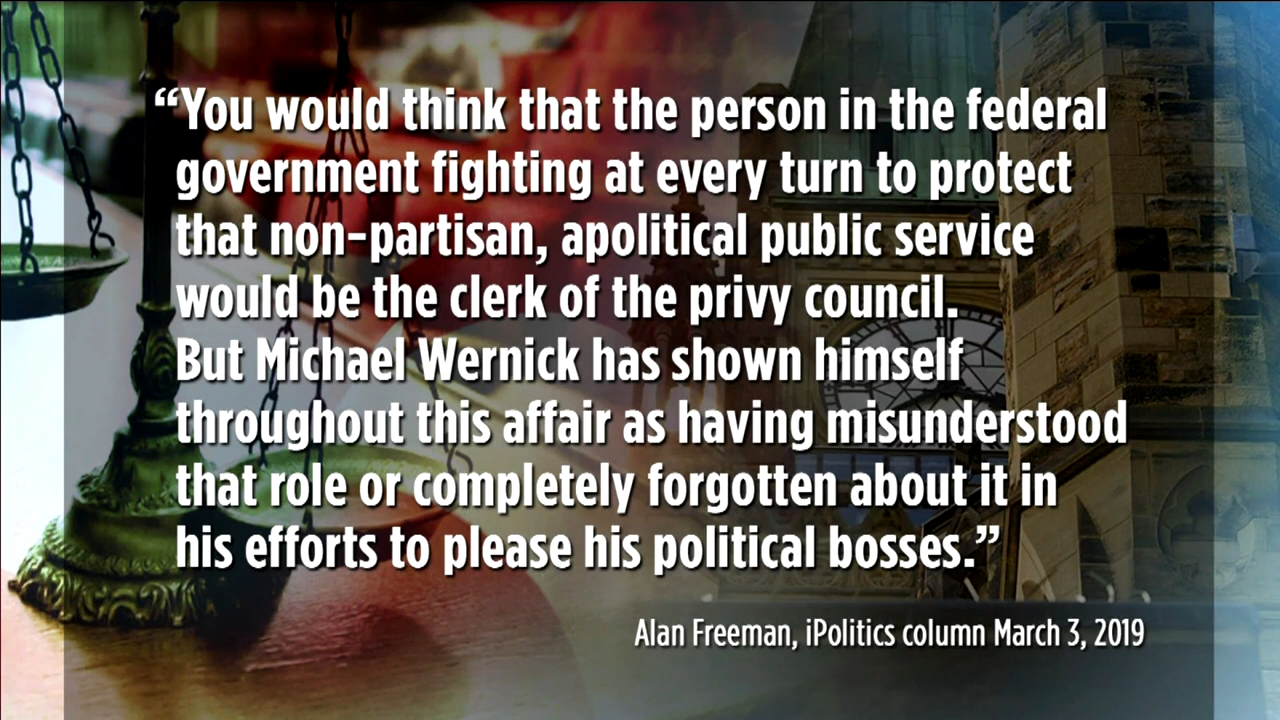 “You would think that the person in the federal
government fighting at every turn to protect
that non-partisan, apolitical public service
would be the clerk of the privy council.
But Michael Wernick has shown himself
throughout this affair as having misunderstood
that role or completely forgotten about it in
his efforts to please his political bosses.”
Alan Freeman, iPolitics column March 3, 2019